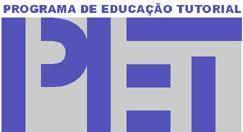 PROGRAMA DE EDUCAÇÃO TUTORIAL
PET